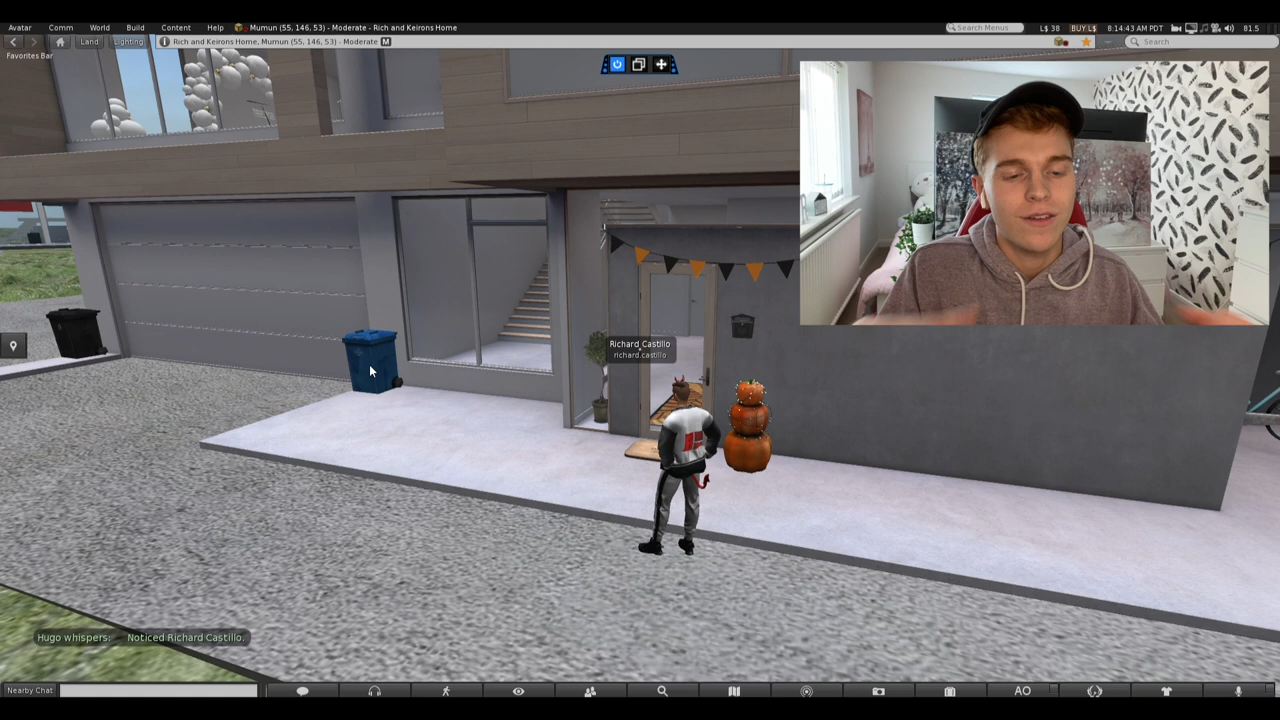 Avatar Comm World Build Content Help Mumun (55, 146, 53) - Moderate - Rich and Keirons Home Search Menus L$ 38 BUY L$ 8:14:43 AM PDT 81.5
Land Lighting Rich and Keirons Home, Mumun (55, 146, 53) - Moderate M Search
Favorites Bar
Richard Castillo
richard.castillo
Hugo whispers: Noticed Richard Castillo.
Nearby Chat AO